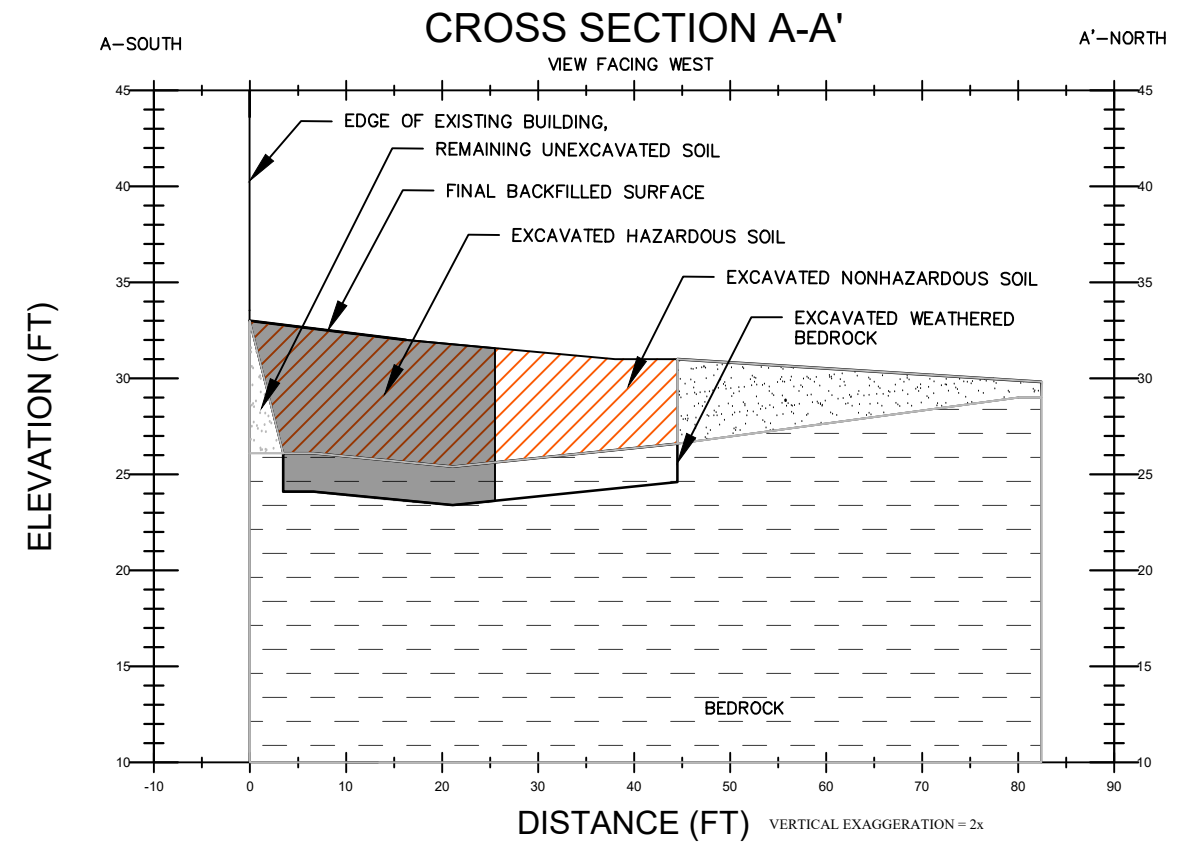 CROSS SECTION A-A'
A-SOUTH
A'-NORTH
VIEW FACING WEST
EDGE OF EXISTING BUILDING,
REMAINING UNEXCAVATED SOIL
FINAL BACKFILLED SURFACE
EXCAVATED HAZARDOUS SOIL
EXCAVATED NONHAZARDOUS SOIL
EXCAVATED WEATHERED
BEDROCK
BEDROCK
ELEVATION (FT)
45
40
35
30
25
20
15
10
45
40
35
30
25
20
15
10
-10 0 10 20 30 40 50 60 70 80 90
DISTANCE (FT)
VERTICAL EXAGGERATION = 2x